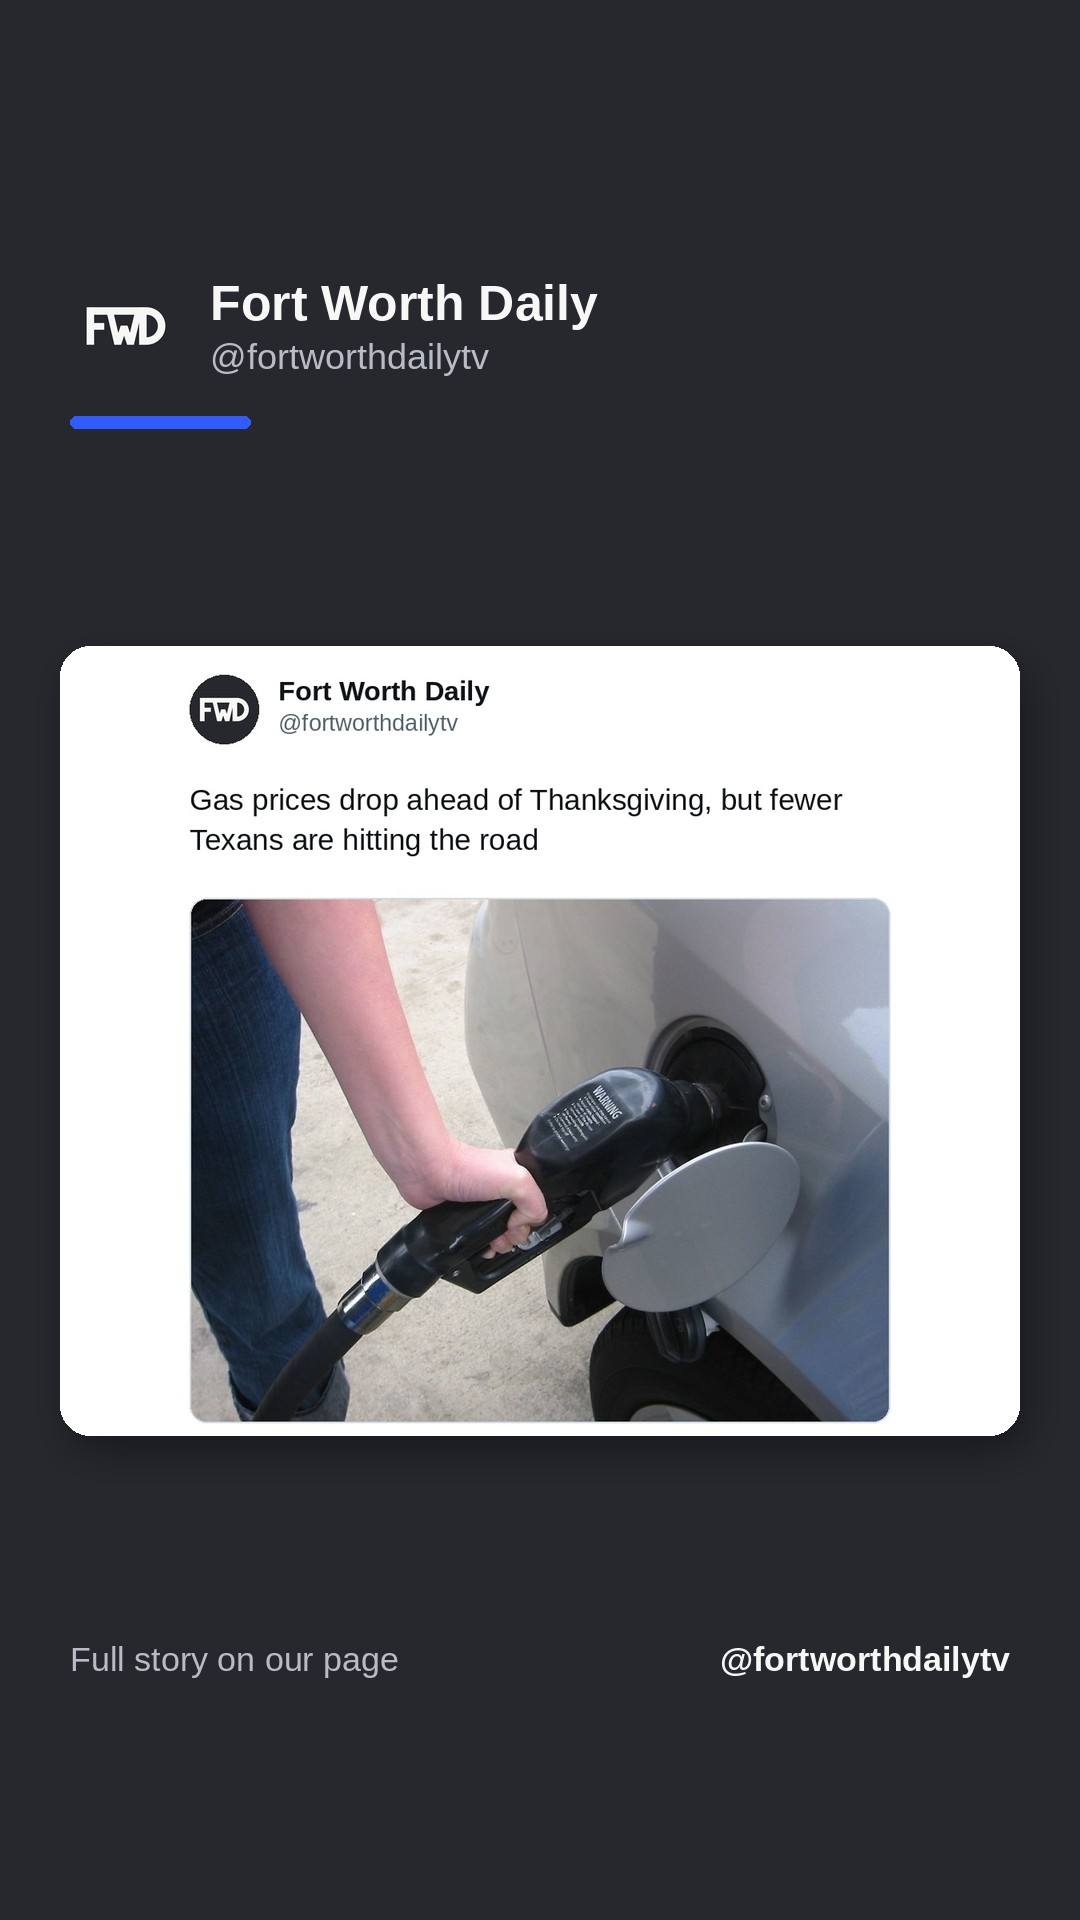 FWD
Fort Worth Daily
@fortworthdailytv
FWD
Fort Worth Daily
@fortworthdailytv
Gas prices drop ahead of Thanksgiving, but fewer
Texans are hitting the road
WARNING
Full story on our page
@fortworthdailytv